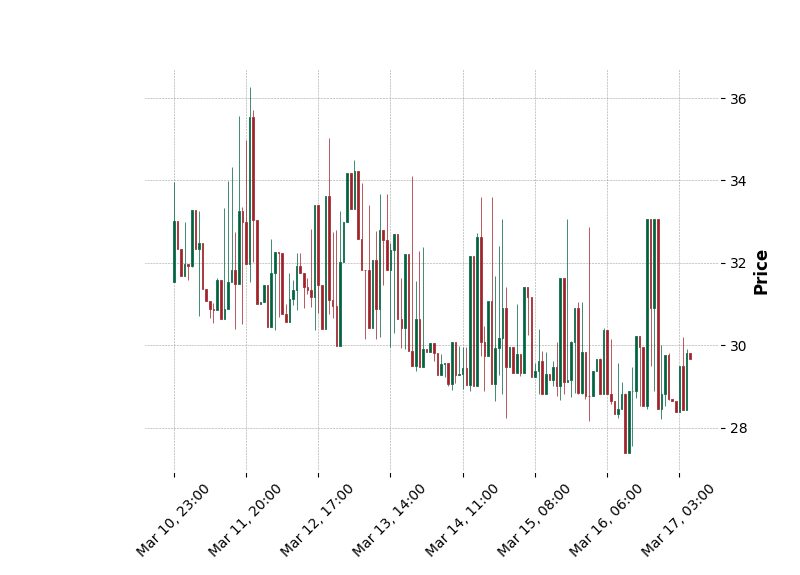 36
34
32
30
28
Price
Mar 10, 23:00
Mar 11, 20:00
Mar 12, 17:00
Mar 13, 14:00
Mar 14, 11:00
Mar 15, 08:00
Mar 16, 06:00
Mar 17, 03:00